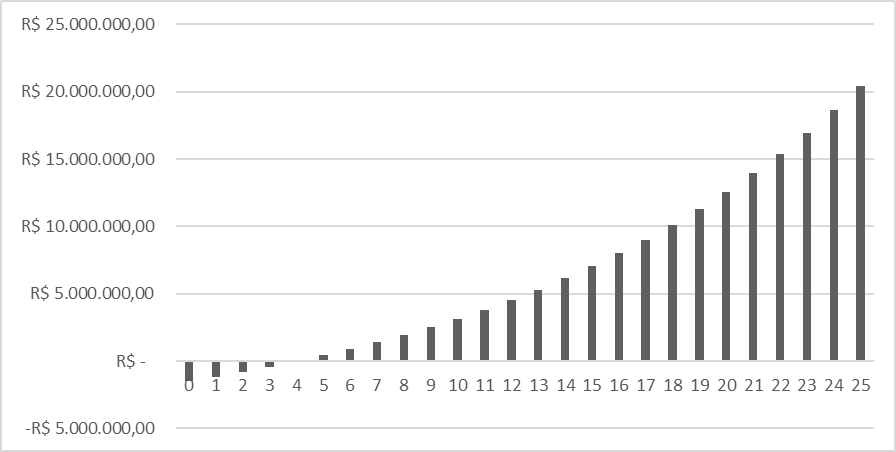 R$ 25.000.000,00
R$ 20.000.000,00
R$ 15.000.000,00
R$ 10.000.000,00
R$ 5.000.000,00
R$ -
0 1 2 3 4 5 6 7 8 9 10 11 12 13 14 15 16 17 18 19 20 21 22 23 24 25
-R$ 5.000.000,00